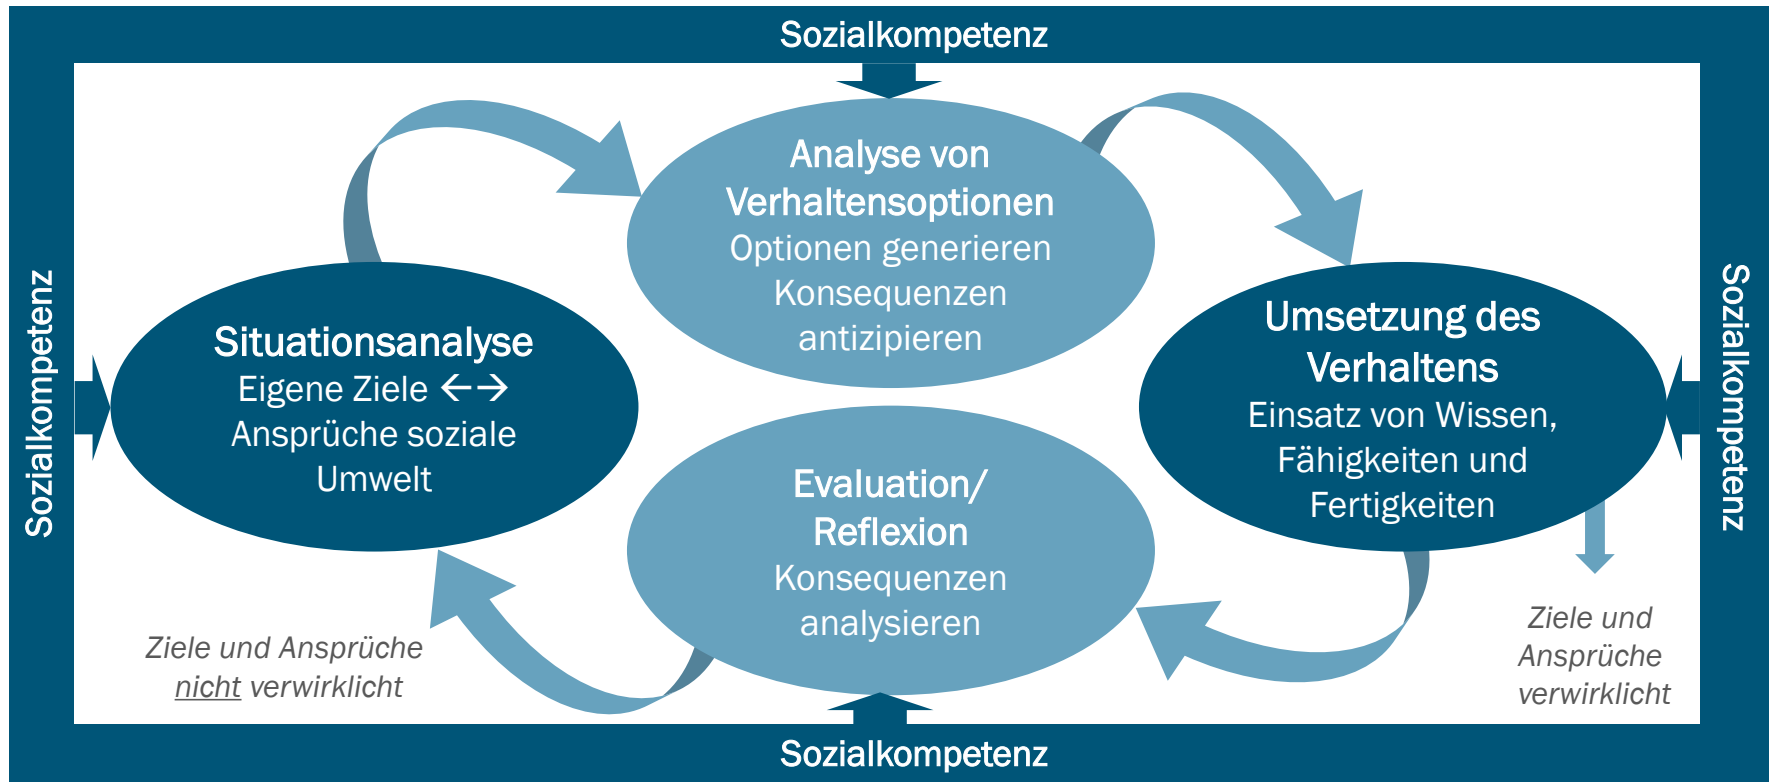 Sozialkompetenz
Analyse von
Verhaltensoptionen
Optionen generieren
Konsequenzen
antizipieren
Sozialkompetenz
Situationsanalyse
Eigene Ziele ←→
Ansprüche soziale
Umwelt
Umsetzung des
Verhaltens
Einsatz von Wissen,
Fähigkeiten und
Fertigkeiten
Sozialkompetenz
Evaluation/
Reflexion
Konsequenzen
analysieren
Ziele und Ansprüche
nicht verwirklicht
Ziele und
Ansprüche
verwirklicht
Sozialkompetenz